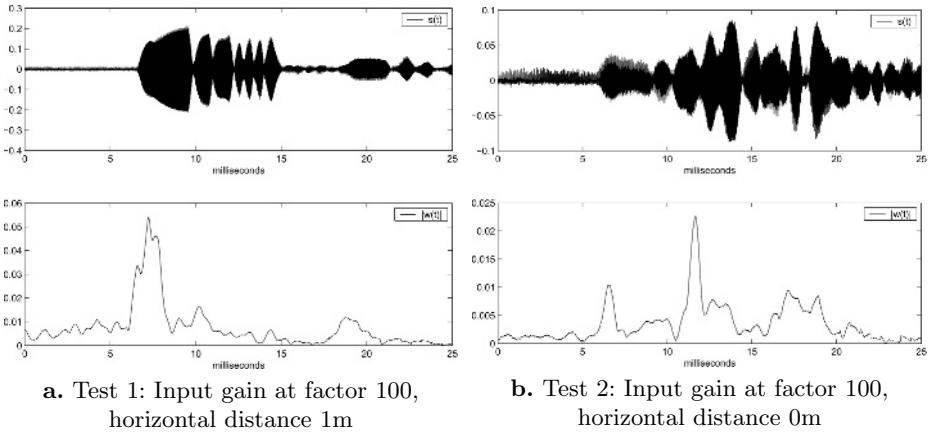 0.3
0.2
0.1
0
-0.1
-0.2
-0.3
-0.4
0 5 10 15 20 25
milliseconds
s(t)
0.1
0.05
0
-0.05
-0.1
0 5 10 15 20 25
milliseconds
s(t)
0.06
0.05
0.04
0.03
0.02
0.01
0
0 5 10 15 20 25
|w(t)|
0.025
0.02
0.015
0.01
0.005
0
0 5 10 15 20 25
|w(t)|
a. Test 1: Input gain at factor 100,
horizontal distance 1m
b. Test 2: Input gain at factor 100,
horizontal distance 0m